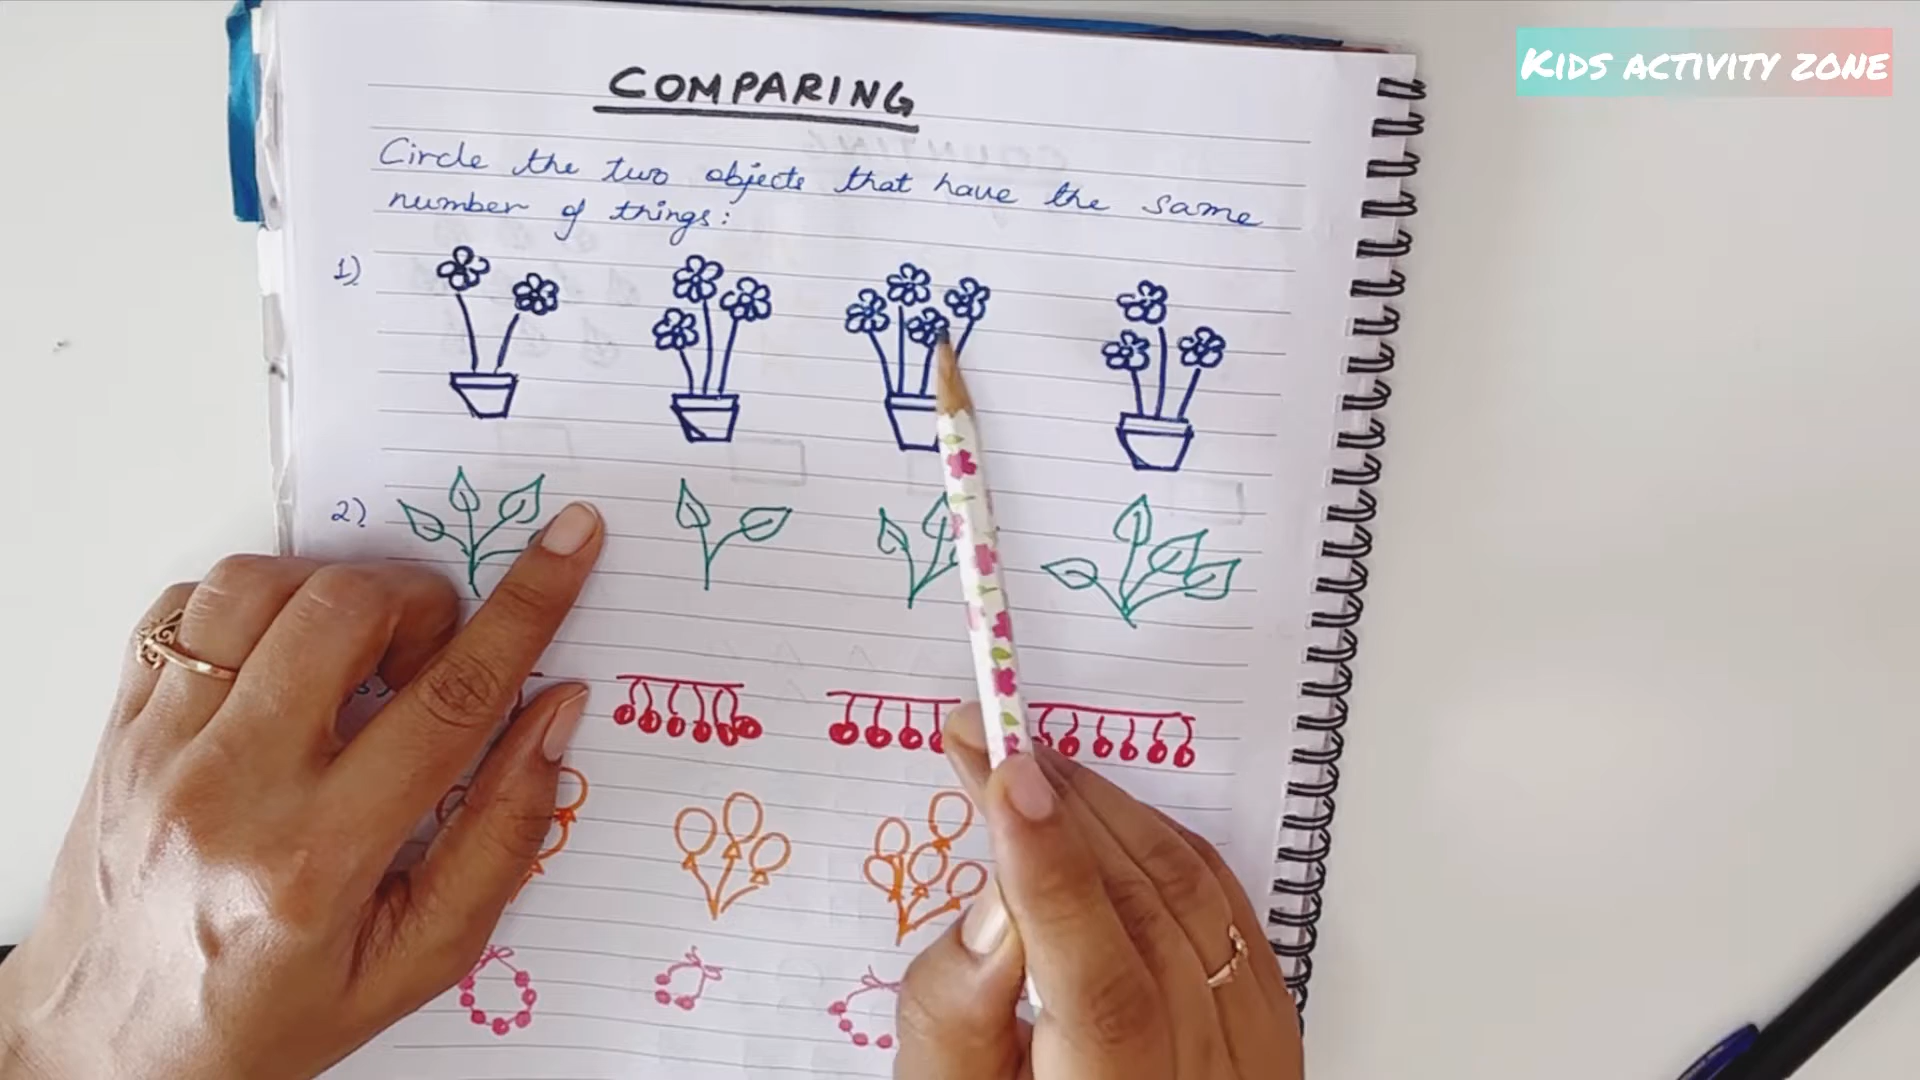 KIDS ACTIVITY ZONE
COMPARING
Circle the two objects that have the same
number of things:
1)
2)